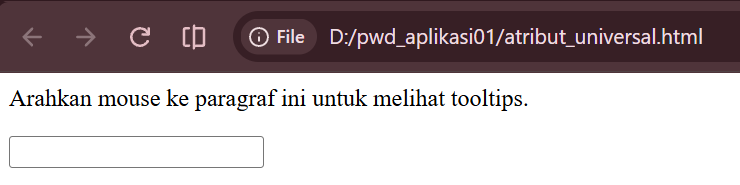 File D:/pwd_aplikasi01/atribut_universal.html
Arahkan mouse ke paragraf ini untuk melihat tooltips.